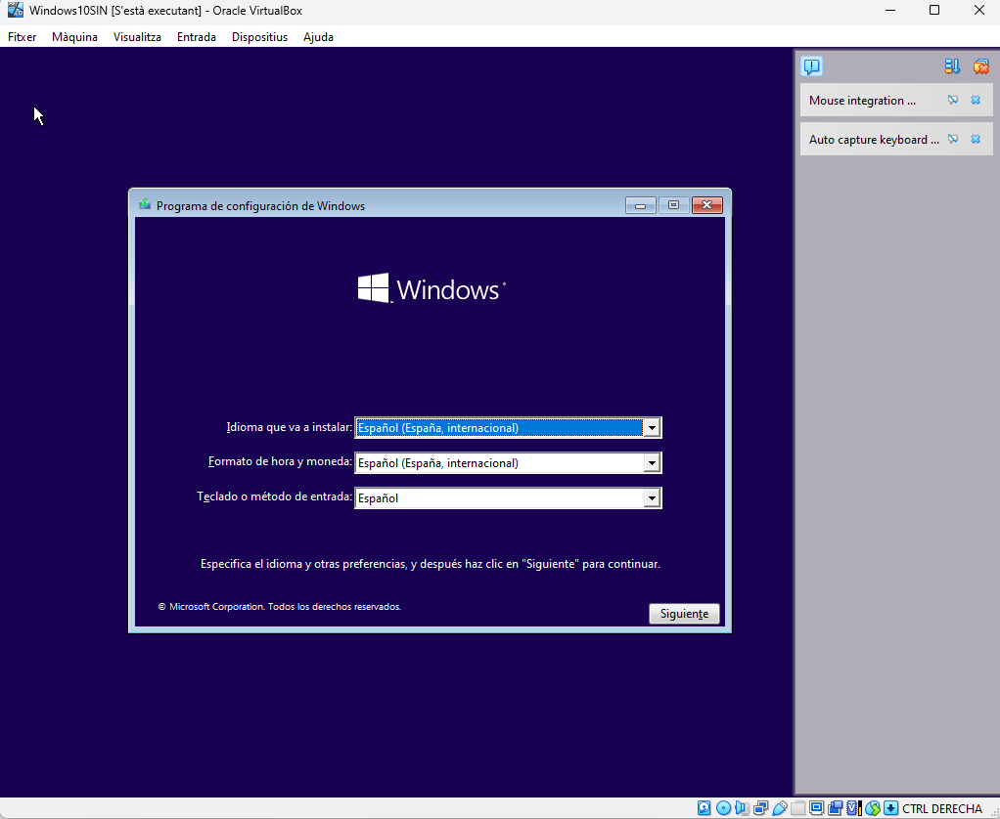 Windows10SIN [S'està executant] - Oracle VirtualBox
Fitxer Màquina Visualitza Entrada Dispositius Ajuda
Mouse integration ...
Auto capture keyboard ...
Programa de configuración de Windows
Windows
Idioma que va a instalar: Español (España, internacional)
Formato de hora y moneda: Español (España, internacional)
Teclado o método de entrada: Español
Especifica el idioma y otras preferencias, y después haz clic en "Siguiente" para continuar.
© Microsoft Corporation. Todos los derechos reservados.
Siguiente
CTRL DERECHA